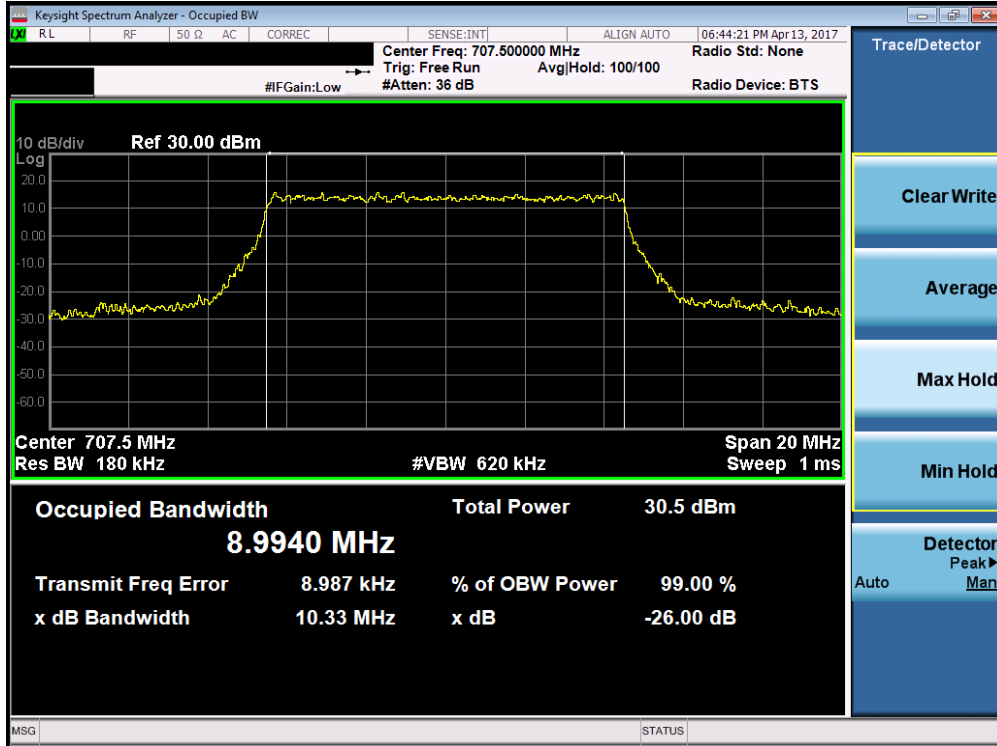 Keysight Spectrum Analyzer - Occupied BW
LXI RL RF 50 Ω AC CORREC SENSE:INT ALIGN AUTO 06:44:21 PM Apr 13, 2017
Center Freq: 707.500000 MHz Radio Std: None
Trig: Free Run Avg|Hold: 100/100
#IFGain:Low #Atten: 36 dB Radio Device: BTS
Trace/Detector
10 dB/div Ref 30.00 dBm
Log
20.0
10.0
0.00
-10.0
-20.0
-30.0
-40.0
-50.0
-60.0
Center 707.5 MHz Span 20 MHz
Res BW 180 kHz #VBW 620 kHz Sweep 1 ms
Clear Write
Average
Max Hold
Min Hold
Detector
Peak▶
Auto Man
Occupied Bandwidth Total Power 30.5 dBm
8.9940 MHz
Transmit Freq Error 8.987 kHz % of OBW Power 99.00 %
x dB Bandwidth 10.33 MHz x dB -26.00 dB
MSG STATUS